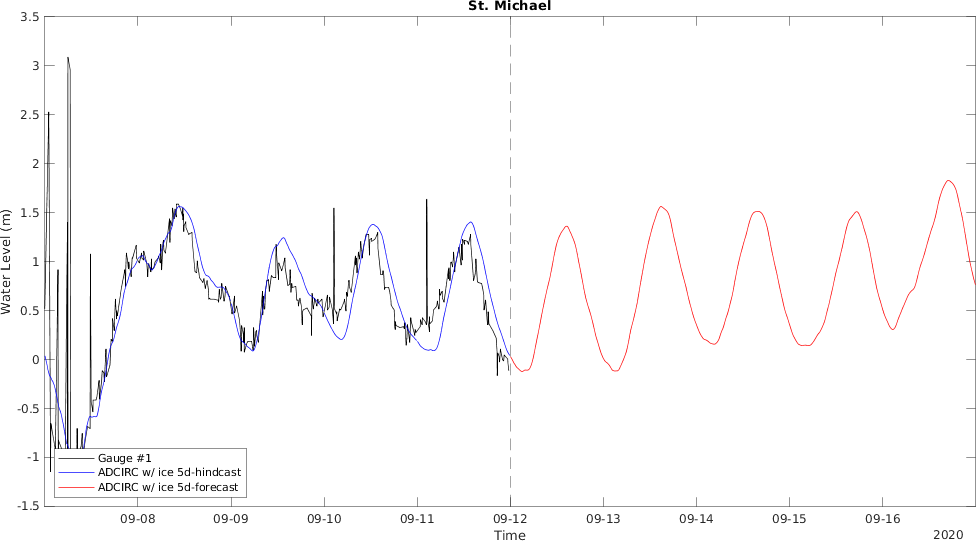 St. Michael
3.5
3
2.5
2
1.5
1
0.5
0
-0.5
-1
-1.5
Water Level (m)
Gauge #1
ADCIRC w/ ice 5d-hindcast
ADCIRC w/ ice 5d-forecast
09-08 09-09 09-10 09-11 09-12 09-13 09-14 09-15 09-16
Time
2020